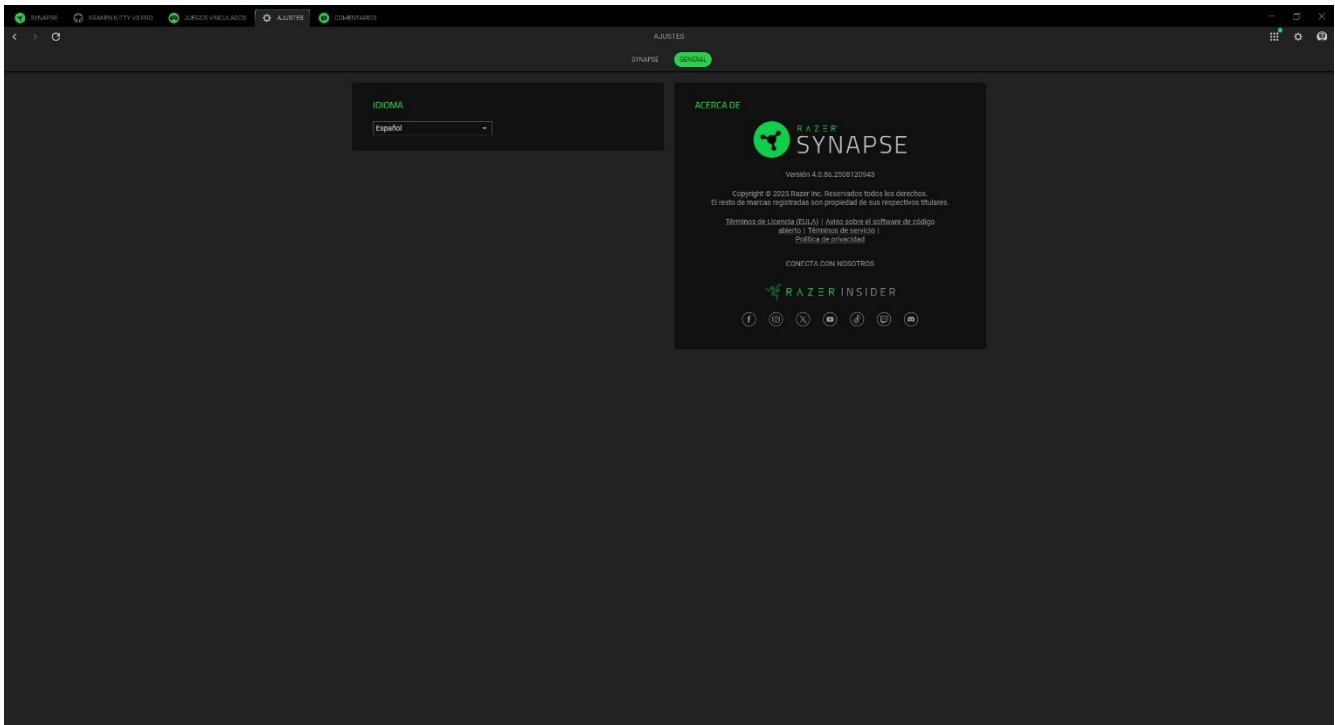 SYNAPSE KRAKEN KITTY V3 PRO JUEGOS VINCULADOS AJUSTES COMENTARIOS
AJUSTES
SYNAPSE GENERAL
IDIOMA
Español
ACERCA DE
RAZER
SYNAPSE
Versión 4.0.86.2508120943
Copyright © 2025 Razer Inc. Reservados todos los derechos.
El resto de marcas registradas son propiedad de sus respectivos titulares.
Términos de Licencia (EULA) | Aviso sobre el software de código
abierto | Términos de servicio |
Política de privacidad
CONECTA CON NOSOTROS
RAZER INSIDER